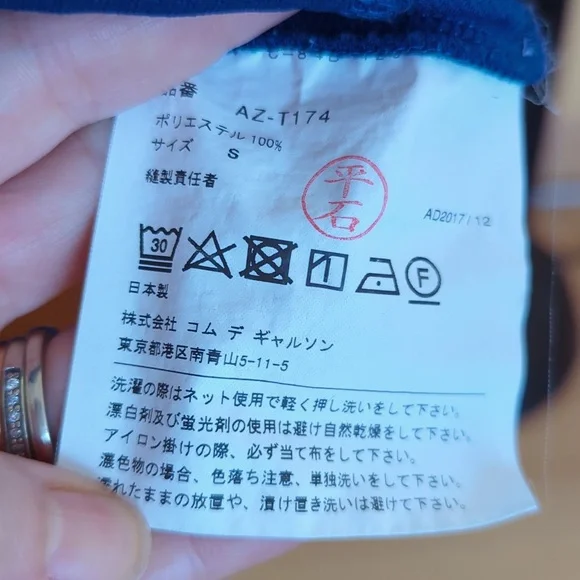 品番 AZ-T174
ポリエステル 100%
サイズ S
縫製責任者
平石
AD2017/12
30
F
日本製
株式会社 コム デ ギャルソン
東京都港区南青山5-11-5
洗濯の際はネット使用で軽く押し洗いをして下さい。
漂白剤及び蛍光剤の使用は避け自然乾燥をして下さい。
アイロン掛けの際、必ず当て布をして下さい。
濃色物の場合、色落ち注意、単独洗いをして下さい。
濡れたままの放置や、漬け置き洗いは避けて下さい。